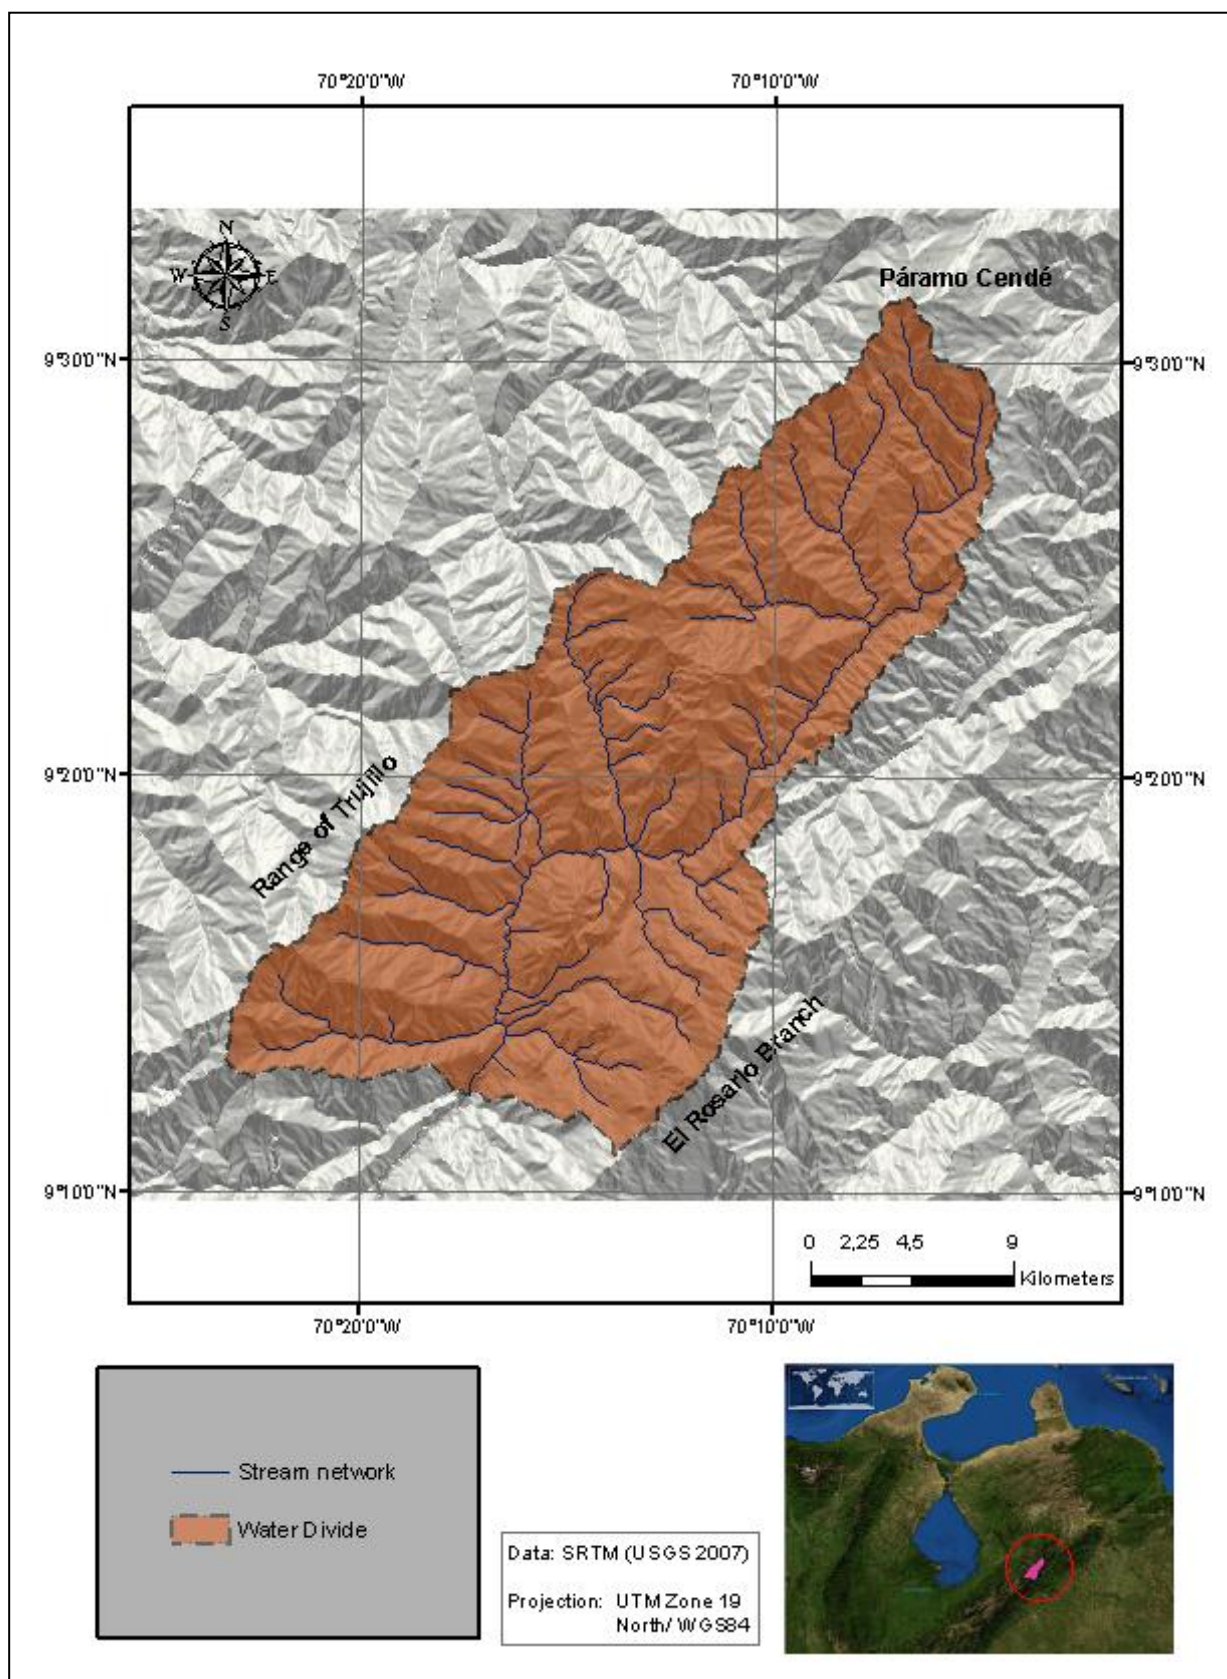 70°20'0"W
70°10'0"W
N
W
E
S
Páramo Cendé
9°30'0"N
9°30'0"N
Range of Trujillo
9°20'0"N
9°20'0"N
El Rosario Branch
9°10'0"N
9°10'0"N
0 2,25 4,5 9
Kilometers
70°20'0"W
70°10'0"W
Stream network
Water Divide
Data: SRTM (USGS 2007)
Projection: UTM Zone 19
North/ WGS84